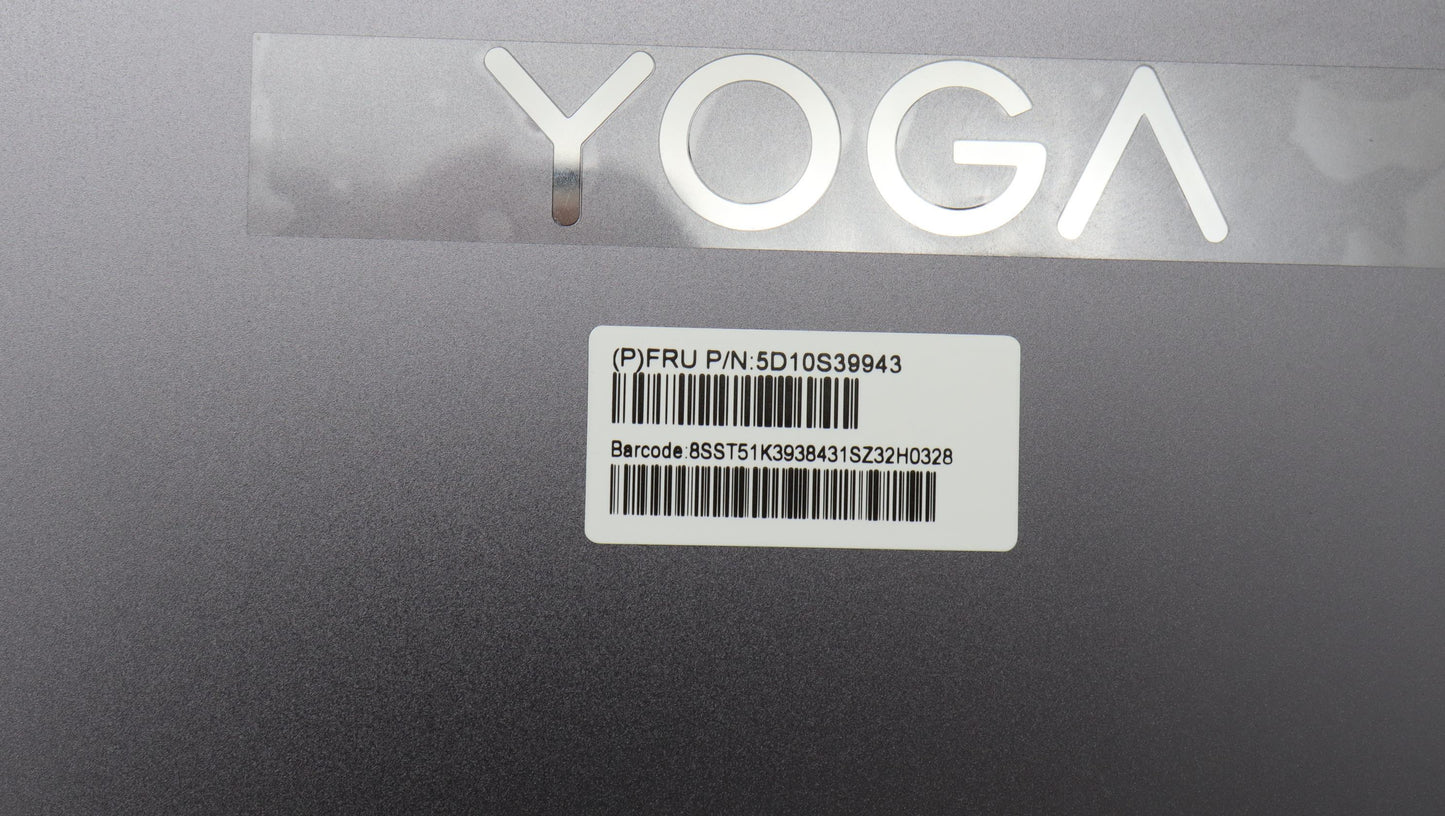 YOGA
(P)FRU P/N:5D10S39943
Barcode:8SST51K3938431SZ32H0328